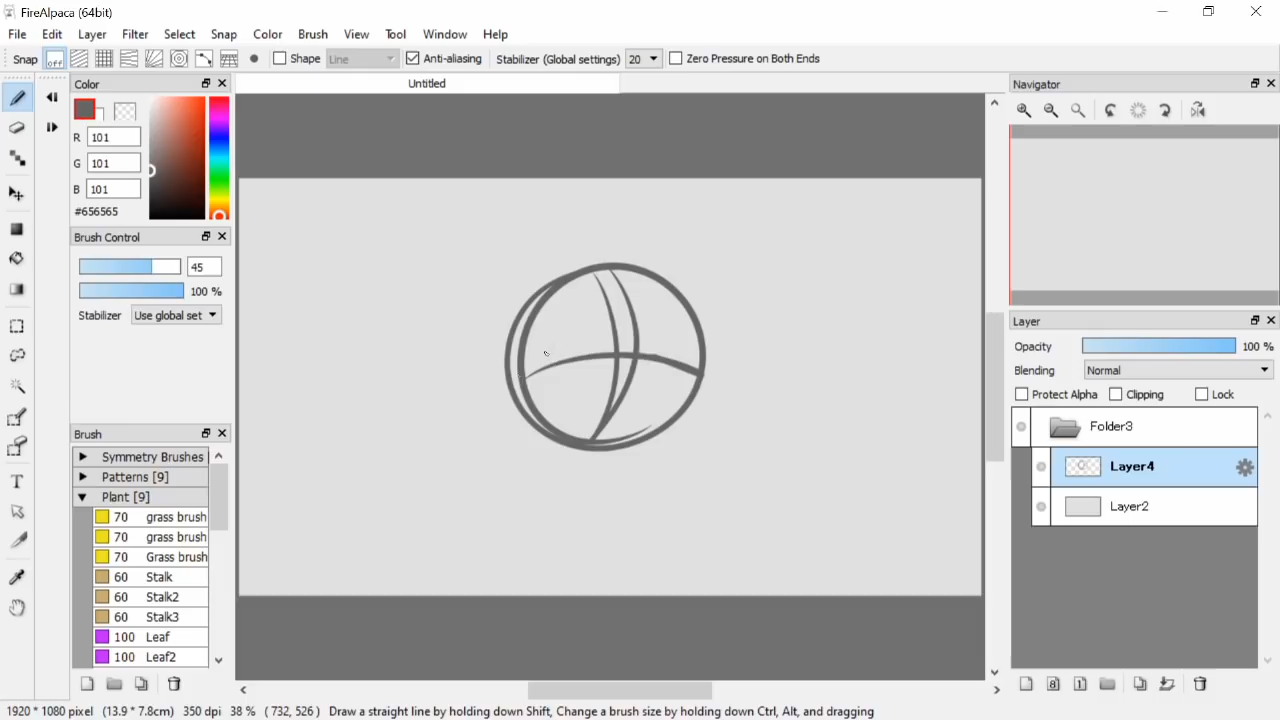 FireAlpaca (64bit)
File Edit Layer Filter Select Snap Color Brush View Tool Window Help
Snap off Shape Line Anti-aliasing Stabilizer (Global settings) 20 Zero Pressure on Both Ends
Color
Untitled
Navigator
R 101
G 101
B 101
#656565
Brush Control
45
100 %
Stabilizer Use global set
Layer
Opacity 100 %
Blending Normal
Protect Alpha Clipping Lock
Folder3
Layer4
Layer2
Brush
Symmetry Brushes
Patterns [9]
Plant [9]
70 grass brush
70 grass brush
70 Grass brush
60 Stalk
60 Stalk2
60 Stalk3
100 Leaf
100 Leaf2
8 1
1920 * 1080 pixel (13.9 * 7.8cm) 350 dpi 38 % ( 732, 526 ) Draw a straight line by holding down Shift, Change a brush size by holding down Ctrl, Alt, and dragging